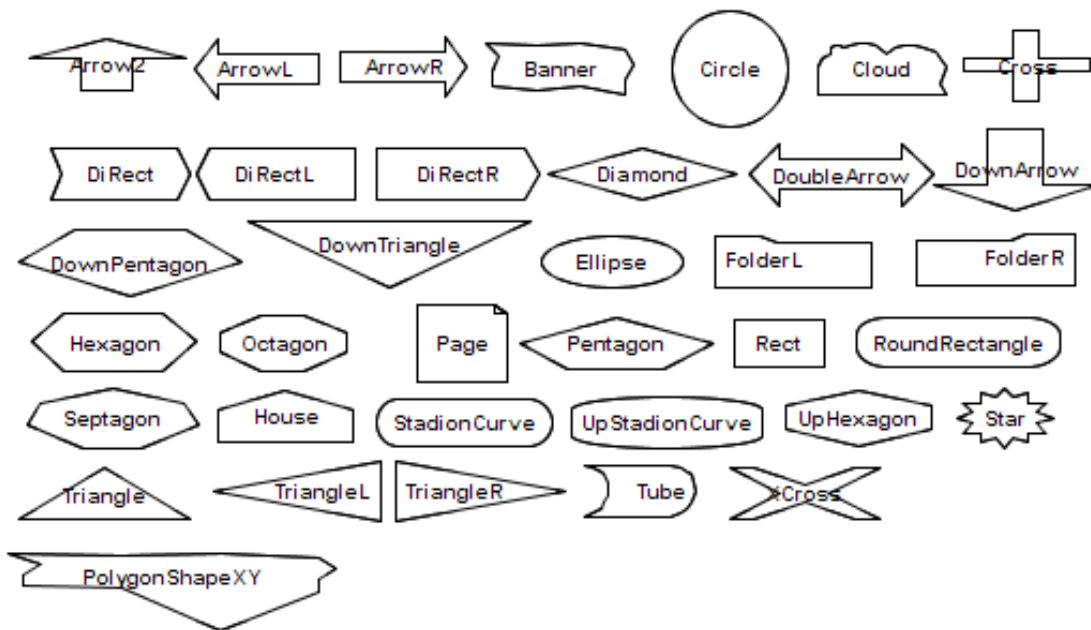 Arrow2 ArrowL ArrowR Banner Circle Cloud Cross
DiRect DiRectL DiRectR Diamond DoubleArrow DownArrow
DownPentagon DownTriangle Ellipse FolderL FolderR
Hexagon Octagon Page Pentagon Rect RoundRectangle
Septagon House StadionCurve UpStadionCurve UpHexagon Star
Triangle TriangleL TriangleR Tube XCross
PolygonShapeXY